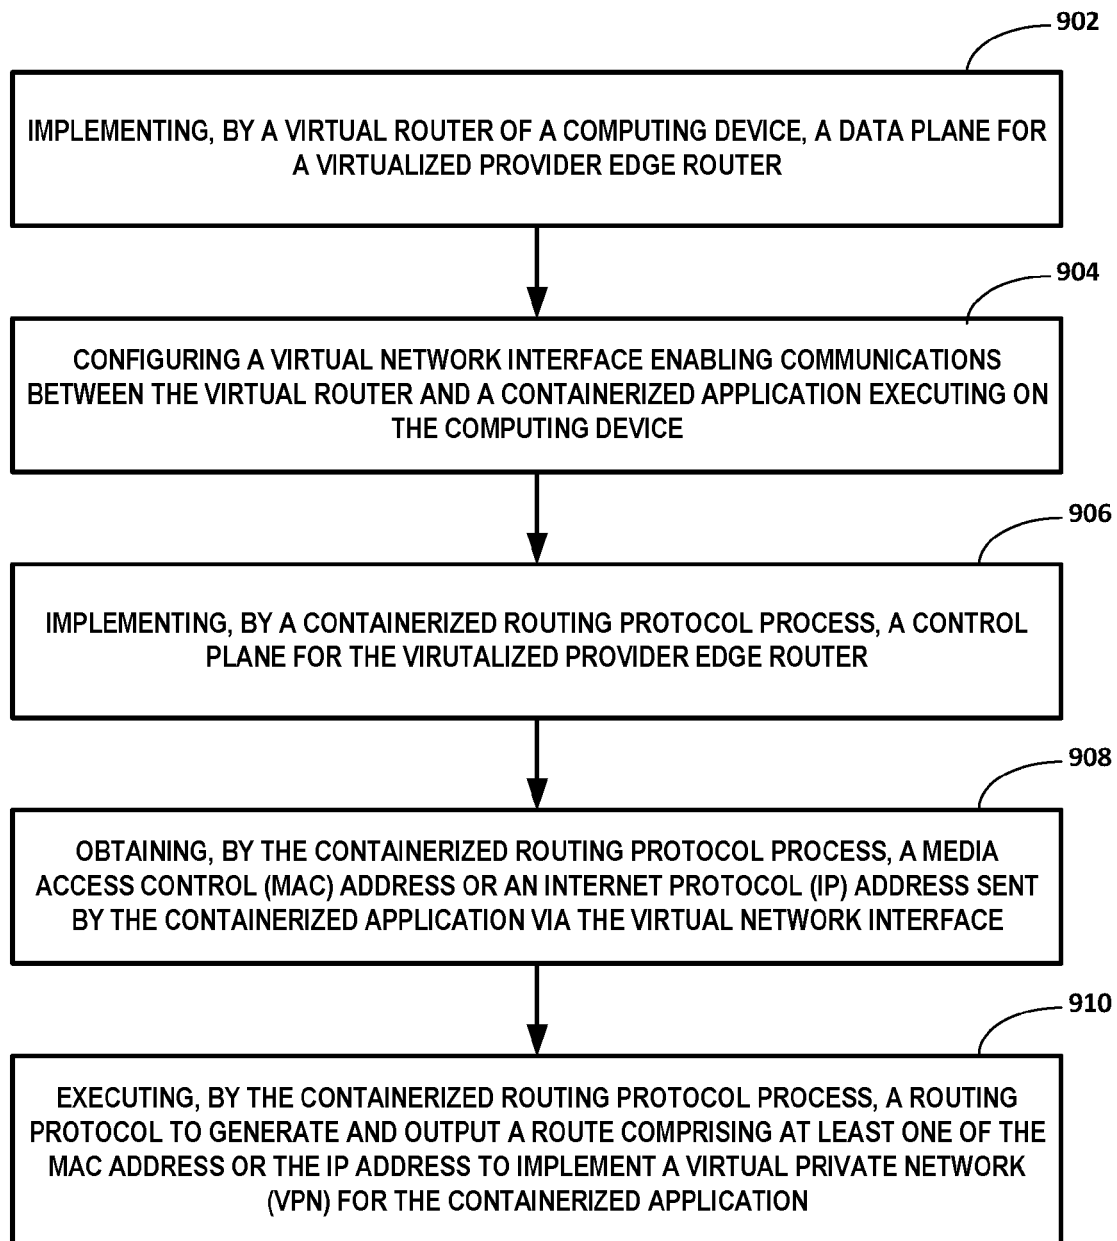 902
IMPLEMENTING, BY A VIRTUAL ROUTER OF A COMPUTING DEVICE, A DATA PLANE FOR
A VIRTUALIZED PROVIDER EDGE ROUTER
904
CONFIGURING A VIRTUAL NETWORK INTERFACE ENABLING COMMUNICATIONS
BETWEEN THE VIRTUAL ROUTER AND A CONTAINERIZED APPLICATION EXECUTING ON
THE COMPUTING DEVICE
906
IMPLEMENTING, BY A CONTAINERIZED ROUTING PROTOCOL PROCESS, A CONTROL
PLANE FOR THE VIRUTALIZED PROVIDER EDGE ROUTER
908
OBTAINING, BY THE CONTAINERIZED ROUTING PROTOCOL PROCESS, A MEDIA
ACCESS CONTROL (MAC) ADDRESS OR AN INTERNET PROTOCOL (IP) ADDRESS SENT
BY THE CONTAINERIZED APPLICATION VIA THE VIRTUAL NETWORK INTERFACE
910
EXECUTING, BY THE CONTAINERIZED ROUTING PROTOCOL PROCESS, A ROUTING
PROTOCOL TO GENERATE AND OUTPUT A ROUTE COMPRISING AT LEAST ONE OF THE
MAC ADDRESS OR THE IP ADDRESS TO IMPLEMENT A VIRTUAL PRIVATE NETWORK
(VPN) FOR THE CONTAINERIZED APPLICATION